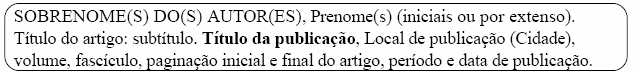 SOBRENOME(S) DO(S) AUTOR(ES), Prenome(s) (iniciais ou por extenso).
Título do artigo: subtítulo. Título da publicação, Local de publicação (Cidade),
volume, fascículo, paginação inicial e final do artigo, período e data de publicação.